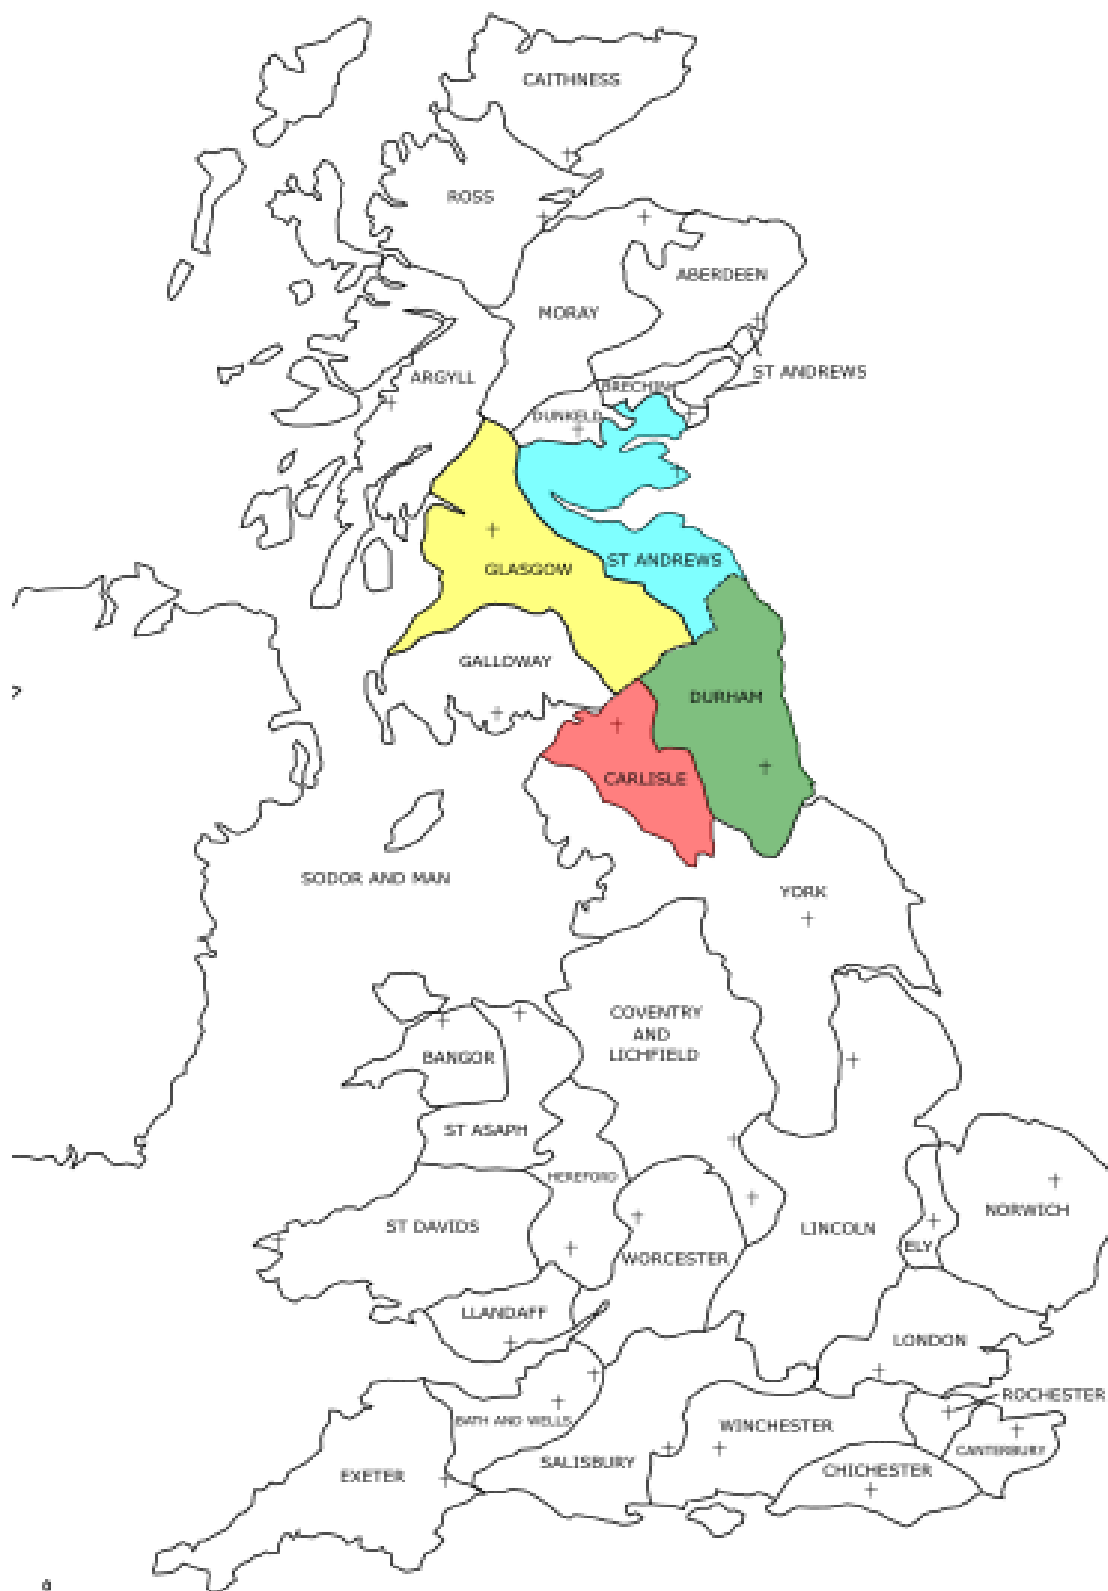 CAITHNESS
ROSS
ABERDEEN
MORAY
ST ANDREWS
ARGYLL
BRECHIN
DUNKELD
ST ANDREWS
GLASGOW
GALLOWAY
DURHAM
CARLISLE
SODOR AND MAN
YORK
COVENTRY
AND
LICHFIELD
BANGOR
ST ASAPH
HEREFORD
NORWICH
ST DAVIDS
LINCOLN
ELY
WORCESTER
LLANDAFF
LONDON
ROCHESTER
BATH AND WELLS
WINCHESTER
CANTERBURY
SALISBURY
CHICHESTER
EXETER